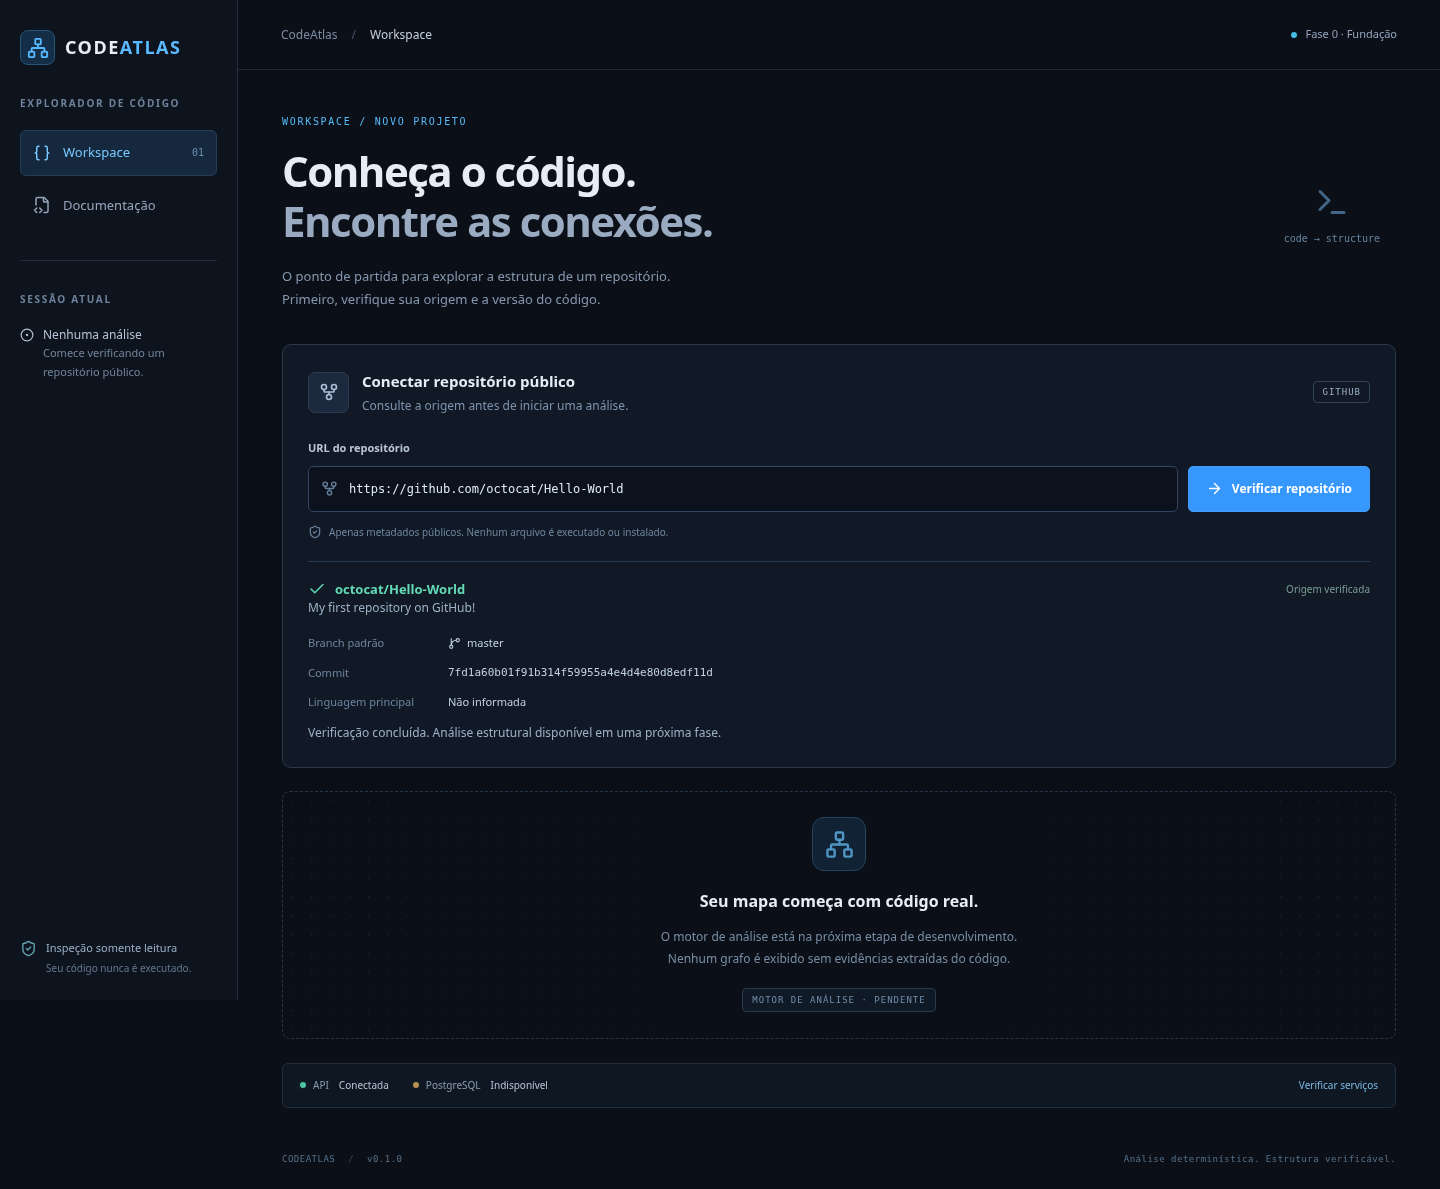 CODEATLAS
EXPLORADOR DE CÓDIGO
Workspace 01
Documentação
SESSÃO ATUAL
Nenhuma análise
Comece verificando um
repositório público.
Inspeção somente leitura
Seu código nunca é executado.
CodeAtlas / Workspace
Fase 0 · Fundação
WORKSPACE / NOVO PROJETO
Conheça o código.
Encontre as conexões.
O ponto de partida para explorar a estrutura de um repositório.
Primeiro, verifique sua origem e a versão do código.
code → structure
Conectar repositório público
Consulte a origem antes de iniciar uma análise.
GITHUB
URL do repositório
https://github.com/octocat/Hello-World
Verificar repositório
Apenas metadados públicos. Nenhum arquivo é executado ou instalado.
octocat/Hello-World
Origem verificada
My first repository on GitHub!
Branch padrão master
Commit 7fd1a60b01f91b314f59955a4e4d4e80d8edf11d
Linguagem principal Não informada
Verificação concluída. Análise estrutural disponível em uma próxima fase.
Seu mapa começa com código real.
O motor de análise está na próxima etapa de desenvolvimento.
Nenhum grafo é exibido sem evidências extraídas do código.
MOTOR DE ANÁLISE · PENDENTE
API Conectada PostgreSQL Indisponível
Verificar serviços
CODEATLAS / v0.1.0
Análise determinística. Estrutura verificável.